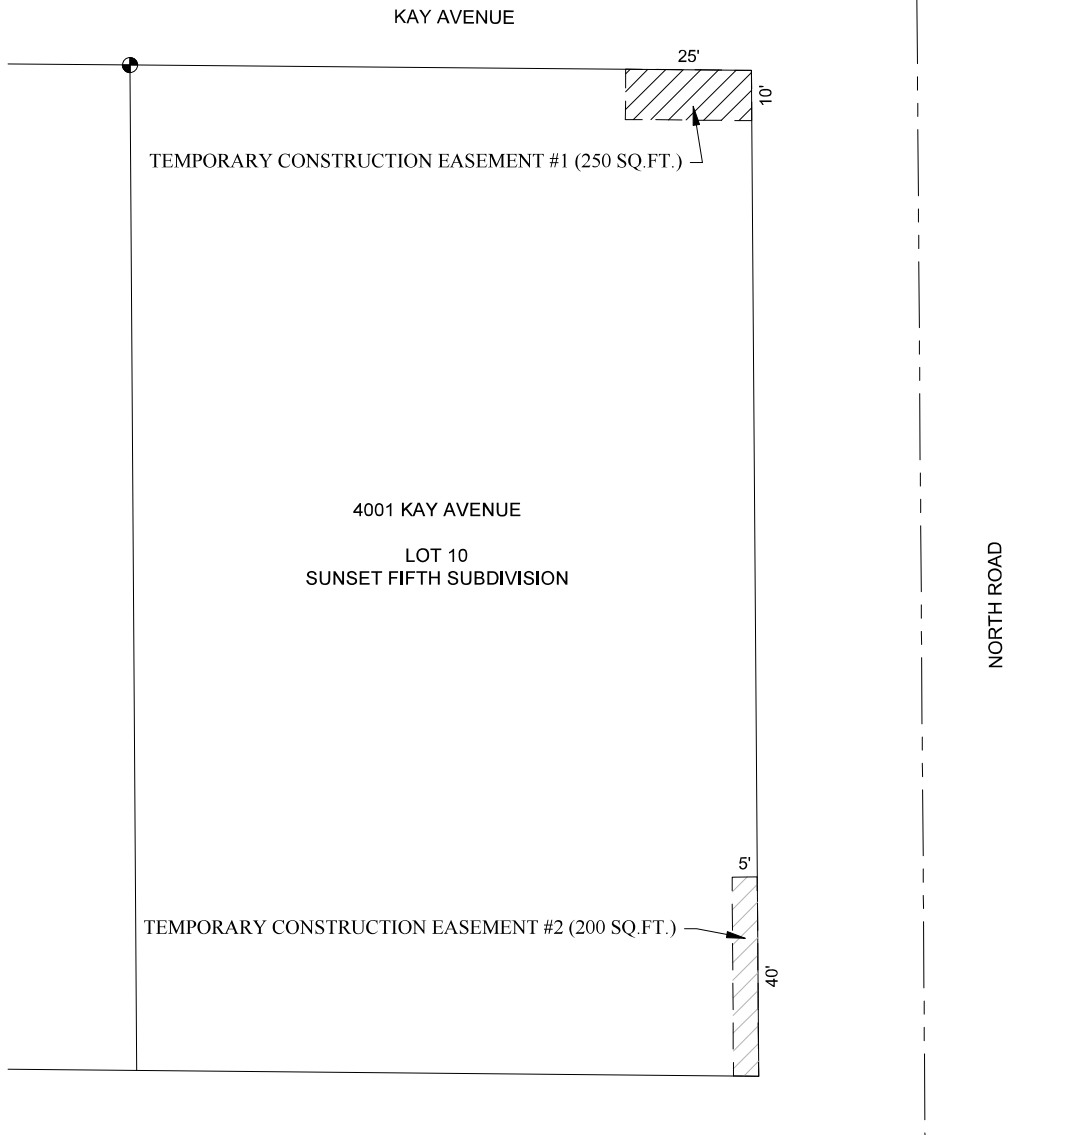 KAY AVENUE
25'
10'
TEMPORARY CONSTRUCTION EASEMENT #1 (250 SQ.FT.)
4001 KAY AVENUE
LOT 10
SUNSET FIFTH SUBDIVISION
NORTH ROAD
5'
TEMPORARY CONSTRUCTION EASEMENT #2 (200 SQ.FT.)
40'